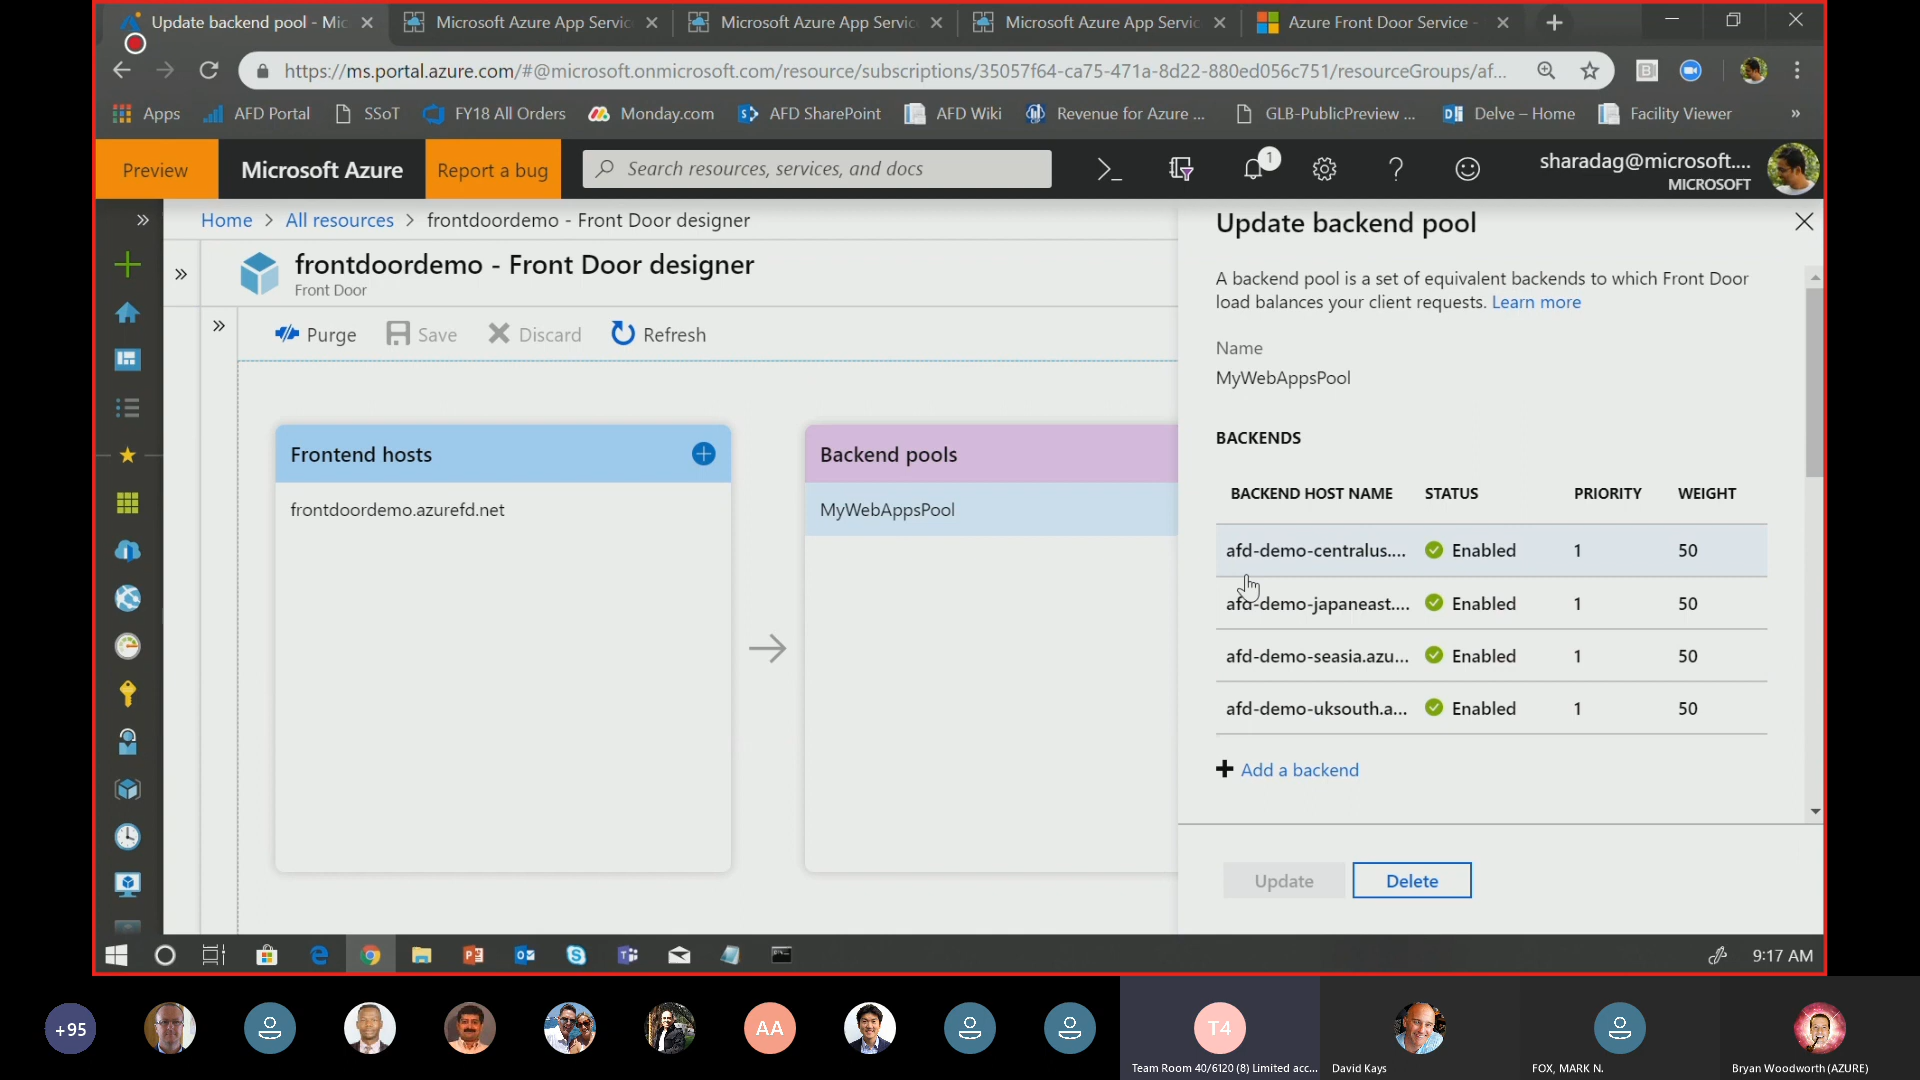 Update backend pool - Mic
Microsoft Azure App Servic
Microsoft Azure App Servic
Microsoft Azure App Servic
Azure Front Door Service -
https://ms.portal.azure.com/#@microsoft.onmicrosoft.com/resource/subscriptions/35057f64-ca75-471a-8d22-880ed056c751/resourceGroups/af...
Apps
AFD Portal
SSoT
FY18 All Orders
Monday.com
AFD SharePoint
AFD Wiki
Revenue for Azure ...
GLB-PublicPreview ...
Delve – Home
Facility Viewer
»
Preview
Microsoft Azure
Report a bug
Search resources, services, and docs
1
sharadag@microsoft....
MICROSOFT
Home > All resources > frontdoordemo - Front Door designer
frontdoordemo - Front Door designer
Front Door
Purge
Save
Discard
Refresh
Frontend hosts
frontdoordemo.azurefd.net
Backend pools
MyWebAppsPool
Update backend pool
A backend pool is a set of equivalent backends to which Front Door
load balances your client requests. Learn more
Name
MyWebAppsPool
BACKENDS
BACKEND HOST NAME STATUS PRIORITY WEIGHT
afd-demo-centralus.... Enabled 1 50
afd-demo-japaneast.... Enabled 1 50
afd-demo-seasia.azu... Enabled 1 50
afd-demo-uksouth.a... Enabled 1 50
Add a backend
Update
Delete
9:17 AM
+95
AA
T4
Team Room 40/6120 (8) Limited acc...
David Kays
FOX, MARK N.
Bryan Woodworth (AZURE)